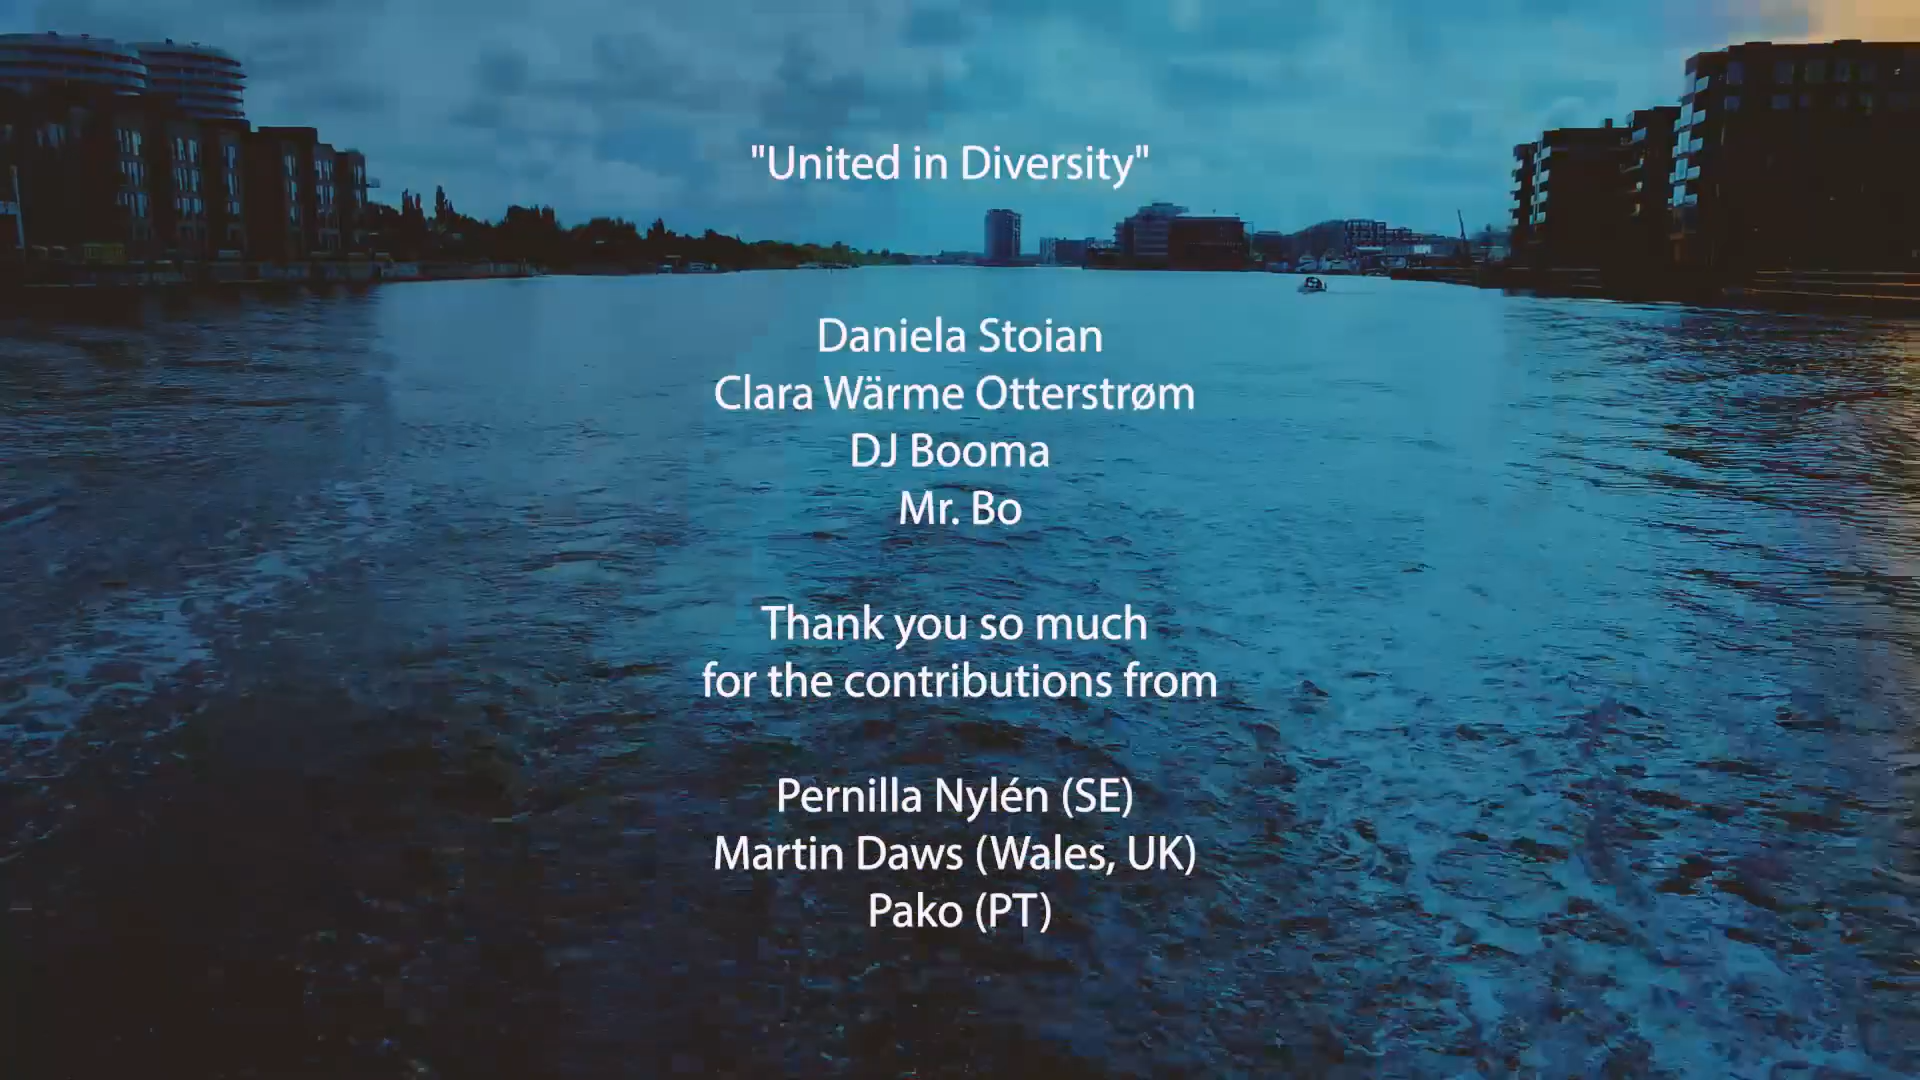 "United in Diversity"
Daniela Stoian
Clara Wärme Otterstrøm
DJ Booma
Mr. Bo
Thank you so much
for the contributions from
Pernilla Nylén (SE)
Martin Daws (Wales, UK)
Pako (PT)